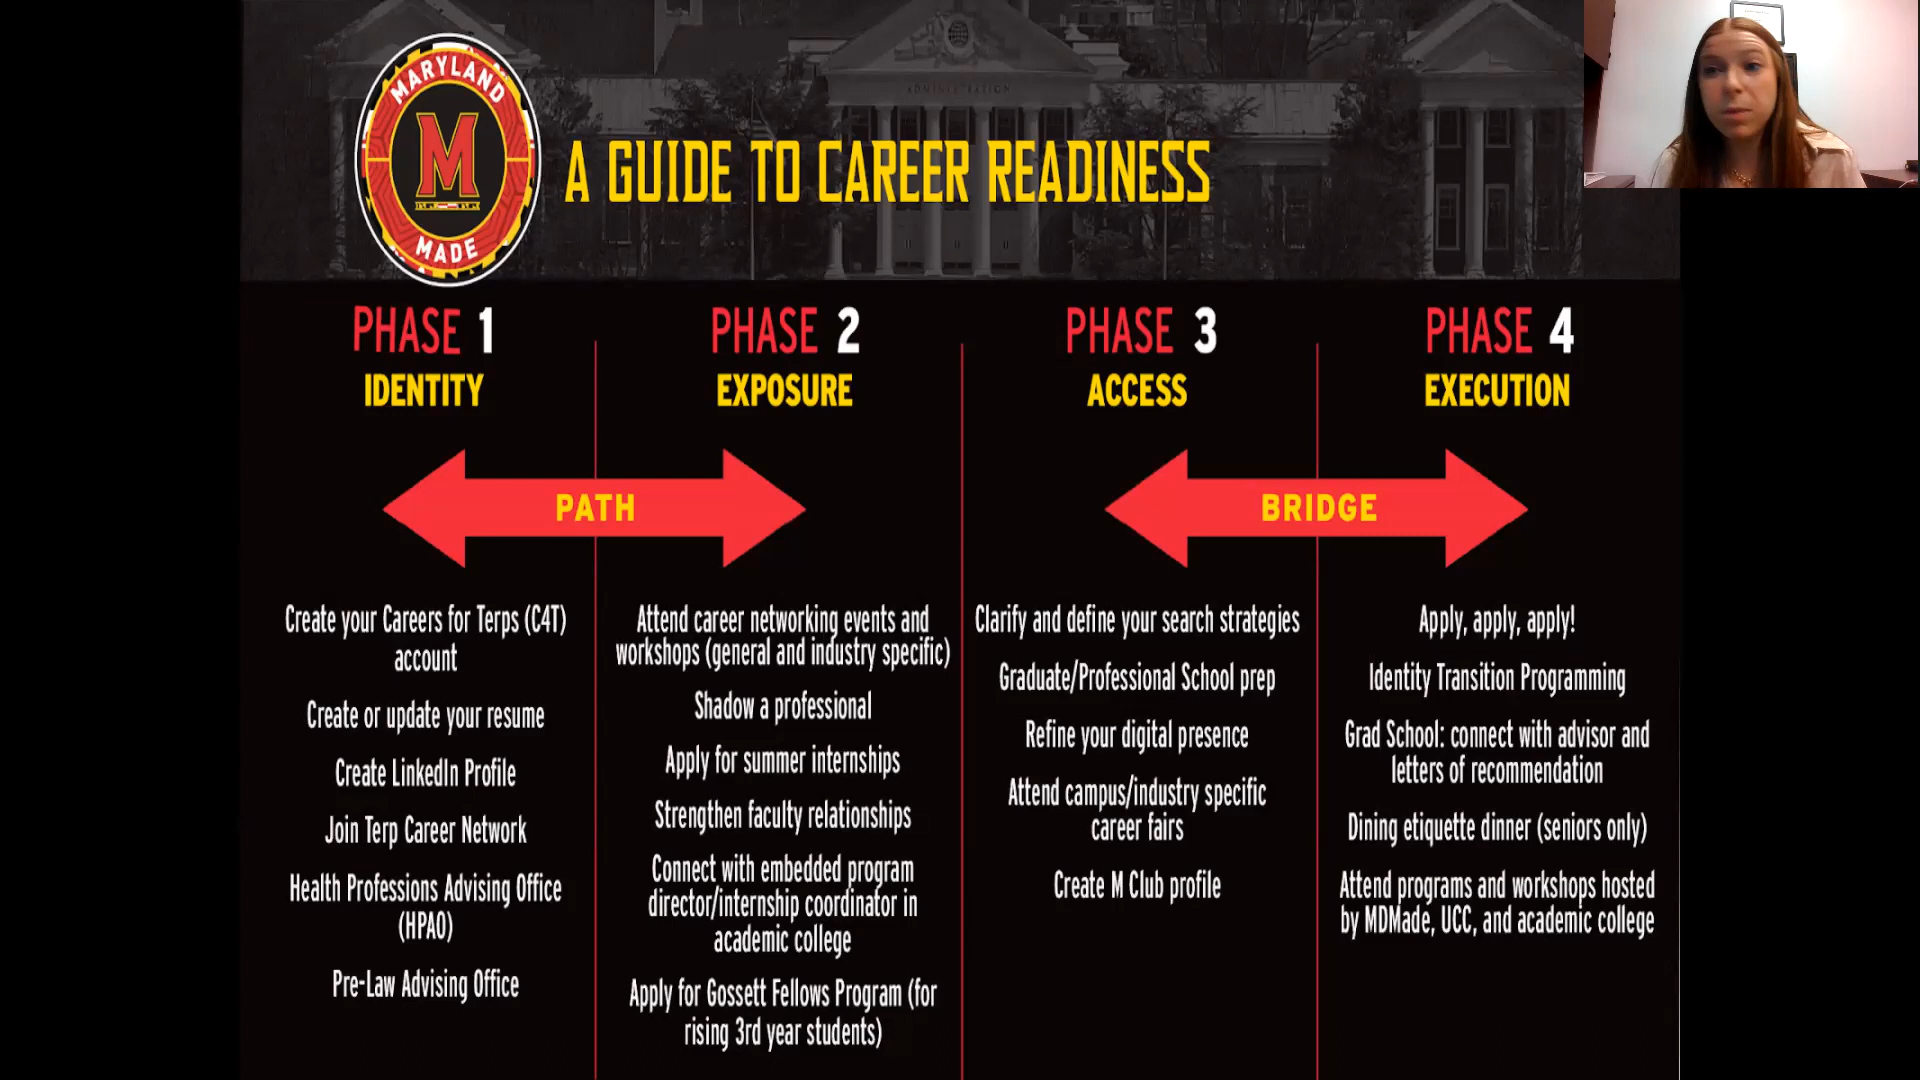 MARYLAND
M
MADE
ADMINISTRATION
A GUIDE TO CAREER READINESS
PHASE 1
IDENTITY
PHASE 2
EXPOSURE
PHASE 3
ACCESS
PHASE 4
EXECUTION
PATH
BRIDGE
Create your Careers for Terps (C4T)
account
Create or update your resume
Create LinkedIn Profile
Join Terp Career Network
Health Professions Advising Office
(HPAO)
Pre-Law Advising Office
Attend career networking events and
workshops (general and industry specific)
Shadow a professional
Apply for summer internships
Strengthen faculty relationships
Connect with embedded program
director/internship coordinator in
academic college
Apply for Gossett Fellows Program (for
rising 3rd year students)
Clarify and define your search strategies
Graduate/Professional School prep
Refine your digital presence
Attend campus/industry specific
career fairs
Create M Club profile
Apply, apply, apply!
Identity Transition Programming
Grad School: connect with advisor and
letters of recommendation
Dining etiquette dinner (seniors only)
Attend programs and workshops hosted
by MDMade, UCC, and academic college